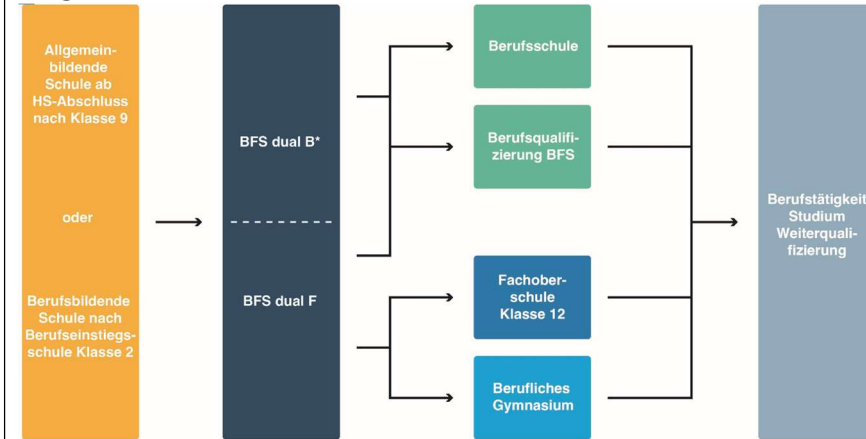 Allgemein-
bildende
Schule ab
HS-Abschluss
nach Klasse 9
oder
Berufsbildende
Schule nach
Berufseinstiegs-
schule Klasse 2
BFS dual B*
BFS dual F
Berufsschule
Berufsqualifi-
zierung BFS
Fachober-
schule
Klasse 12
Berufliches
Gymnasium
Berufstätigkeit
Studium
Weiterquali-
fizierung